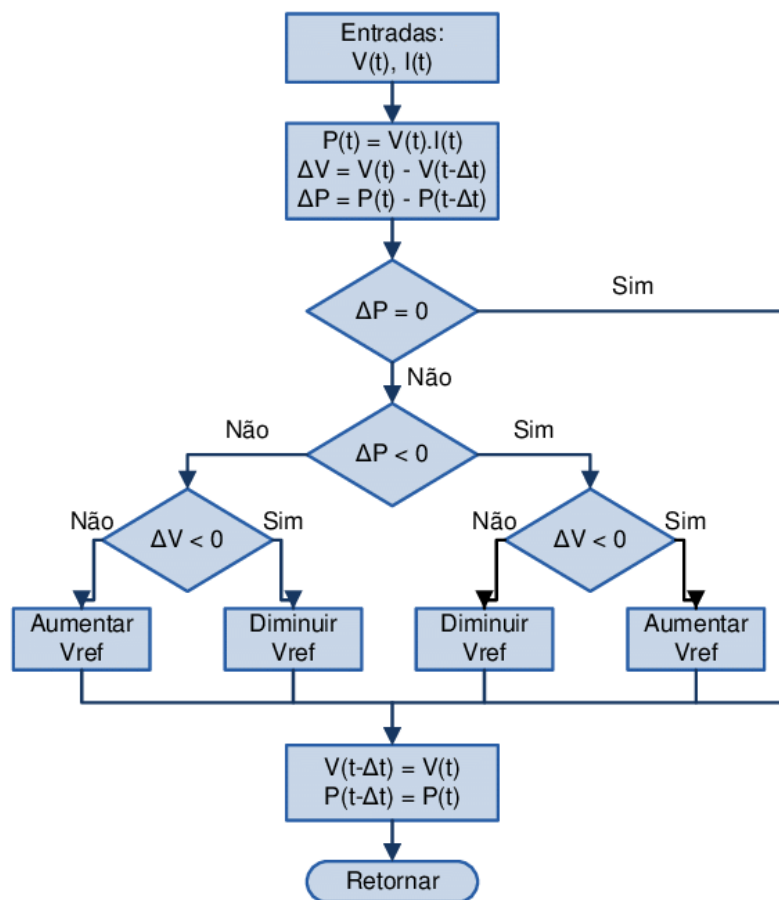 Entradas:
V(t), I(t)
P(t) = V(t).I(t)
ΔV = V(t) - V(t-Δt)
ΔP = P(t) - P(t-Δt)
ΔP = 0
Sim
Não
ΔP < 0
Não
Sim
ΔV < 0
Não
Sim
ΔV < 0
Não
Sim
Aumentar
Vref
Diminuir
Vref
Diminuir
Vref
Aumentar
Vref
V(t-Δt) = V(t)
P(t-Δt) = P(t)
Retornar